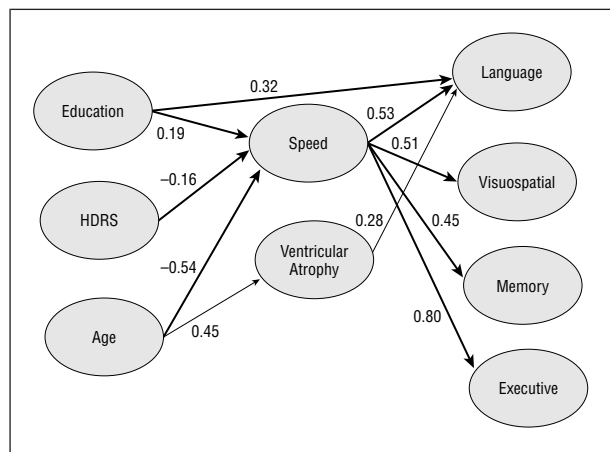 Language
0.32
Education
0.19
0.53
Speed
0.51
Visuospatial
–0.16
HDRS
0.28
0.45
Ventricular
Atrophy
–0.54
Memory
0.80
Age
0.45
Executive